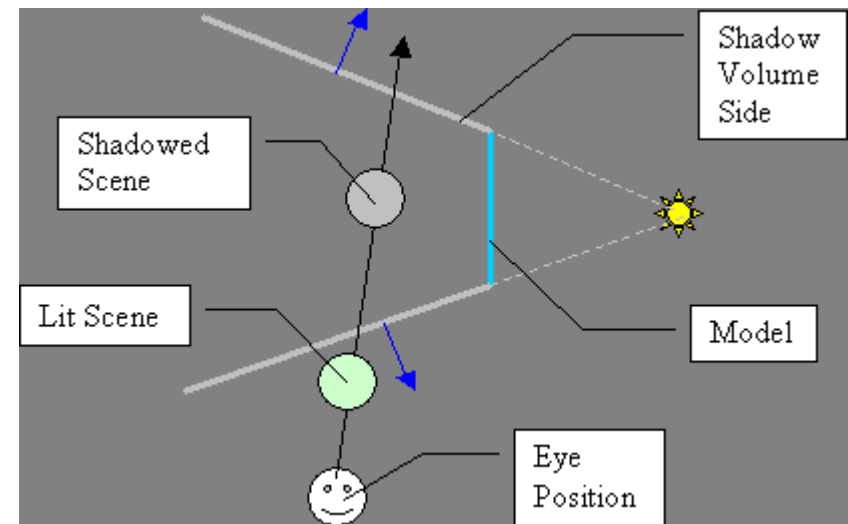 Shadow
Volume
Side
Shadowed
Scene
Lit Scene
Model
Eye
Position